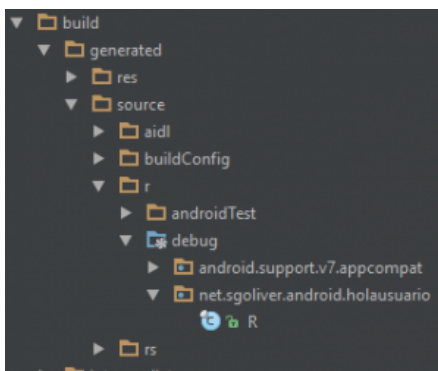 build
generated
res
source
aidl
buildConfig
r
androidTest
debug
android.support.v7.appcompat
net.sgoliver.android.holausuario
R
rs